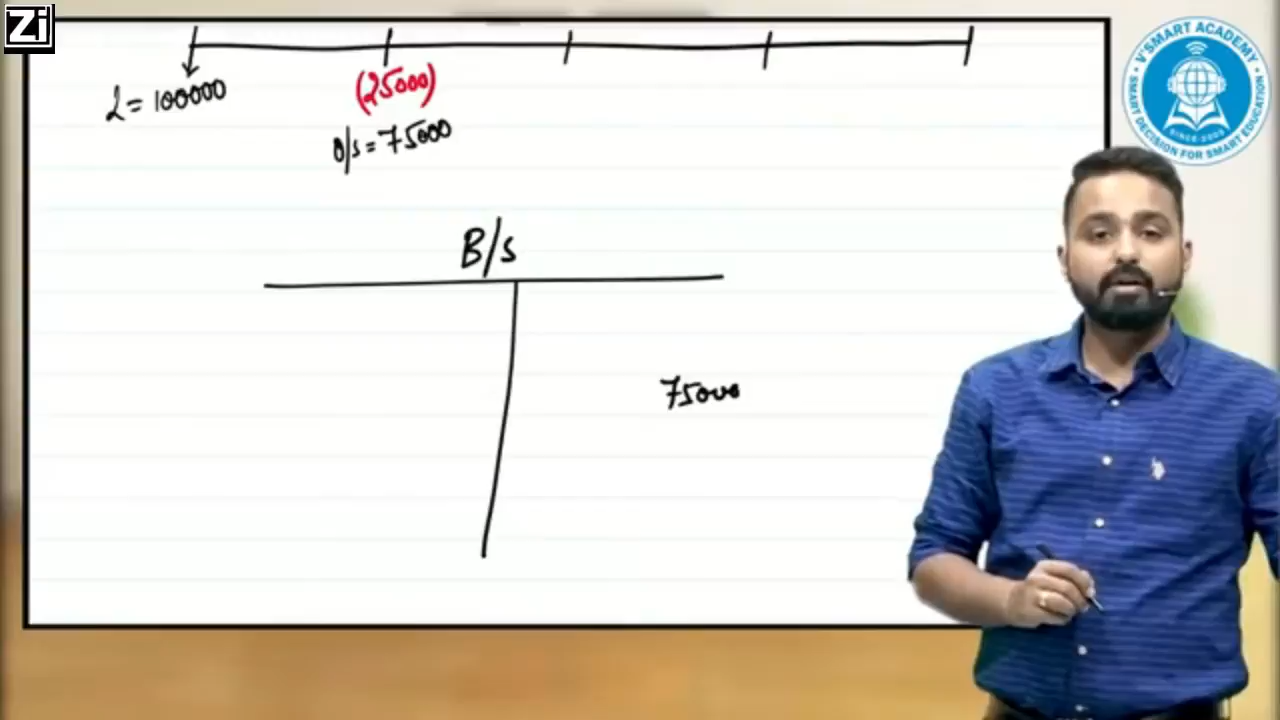 Zi
L = 100000
(25000)
O/s = 75000
B/s
75000
V'SMART ACADEMY
SINCE-2005
SMART DECISION FOR SMART EDUCATION